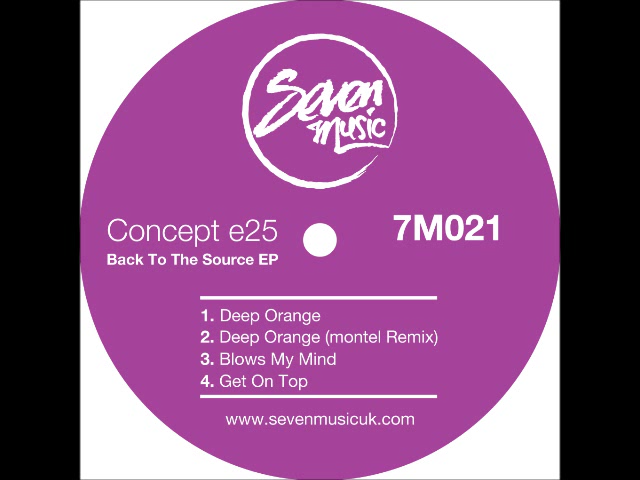 Seven
Music
Concept e25
7M021
Back To The Source EP
1. Deep Orange
2. Deep Orange (montel Remix)
3. Blows My Mind
4. Get On Top
www.sevenmusicuk.com